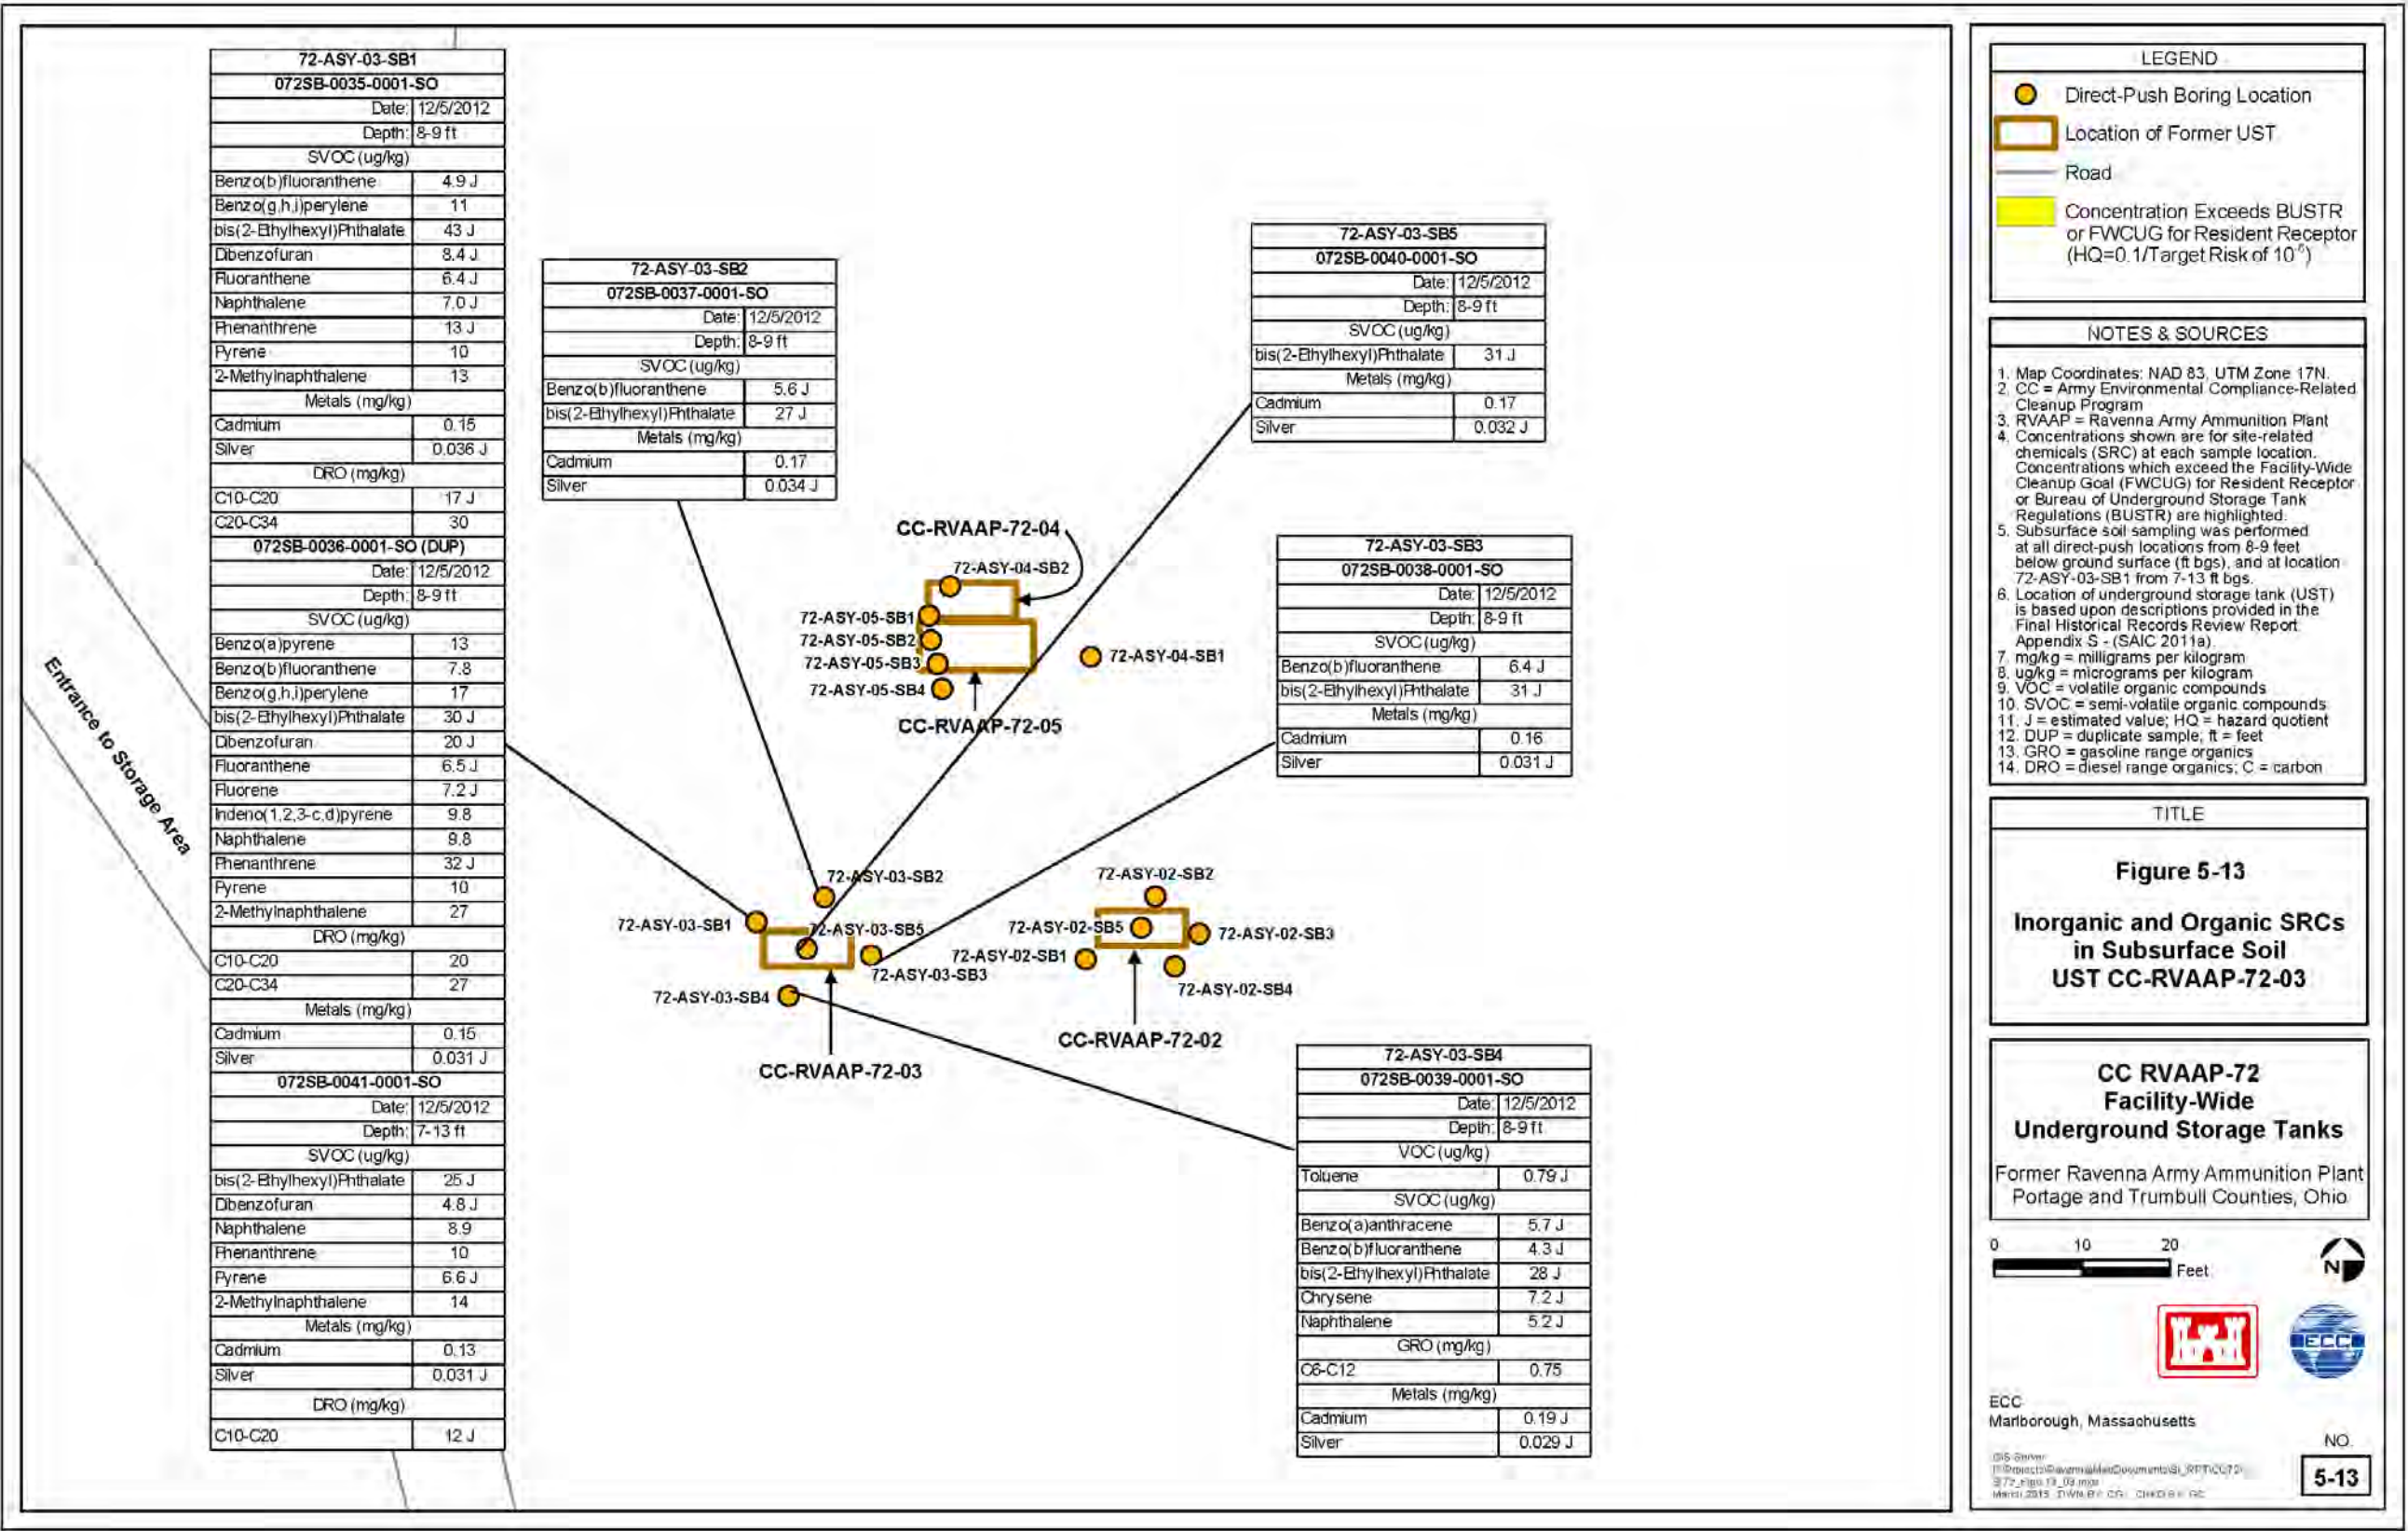 72-ASY-03-SB1
072SB-0035-0001-SO
Date: 12/5/2012
Depth: 8-9 ft
SVOC (ug/kg)
Benzo(b)fluoranthene 4.9 J
Benzo(g,h,i)perylene 11
bis(2-Ethylhexyl)Phthalate 43 J
Dibenzofuran 8.4 J
Fluoranthene 6.4 J
Naphthalene 7.0 J
Phenanthrene 13 J
Pyrene 10
2-Methylnaphthalene 13
Metals (mg/kg)
Cadmium 0.15
Silver 0.036 J
DRO (mg/kg)
C10-C20 17 J
C20-C34 30
072SB-0036-0001-SO (DUP)
Date: 12/5/2012
Depth: 8-9 ft
SVOC (ug/kg)
Benzo(a)pyrene 13
Benzo(b)fluoranthene 7.8
Benzo(g,h,i)perylene 17
bis(2-Ethylhexyl)Phthalate 30 J
Dibenzofuran 20 J
Fluoranthene 6.5 J
Fluorene 7.2 J
Indeno(1,2,3-c,d)pyrene 9.8
Naphthalene 9.8
Phenanthrene 32 J
Pyrene 10
2-Methylnaphthalene 27
DRO (mg/kg)
C10-C20 20
C20-C34 27
Metals (mg/kg)
Cadmium 0.15
Silver 0.031 J
072SB-0041-0001-SO
Date: 12/5/2012
Depth: 7-13 ft
SVOC (ug/kg)
bis(2-Ethylhexyl)Phthalate 25 J
Dibenzofuran 4.8 J
Naphthalene 8.9
Phenanthrene 10
Pyrene 6.6 J
2-Methylnaphthalene 14
Metals (mg/kg)
Cadmium 0.13
Silver 0.031 J
DRO (mg/kg)
C10-C20 12 J
Entrance to Storage Area
72-ASY-03-SB2
072SB-0037-0001-SO
Date: 12/5/2012
Depth: 8-9 ft
SVOC (ug/kg)
Benzo(b)fluoranthene 5.6 J
bis(2-Ethylhexyl)Phthalate 27 J
Metals (mg/kg)
Cadmium 0.17
Silver 0.034 J
72-ASY-03-SB5
072SB-0040-0001-SO
Date: 12/5/2012
Depth: 8-9 ft
SVOC (ug/kg)
bis(2-Ethylhexyl)Phthalate 31 J
Metals (mg/kg)
Cadmium 0.17
Silver 0.032 J
72-ASY-03-SB3
072SB-0038-0001-SO
Date: 12/5/2012
Depth: 8-9 ft
SVOC (ug/kg)
Benzo(b)fluoranthene 6.4 J
bis(2-Ethylhexyl)Phthalate 31 J
Metals (mg/kg)
Cadmium 0.16
Silver 0.031 J
CC-RVAAP-72-04
72-ASY-04-SB2
72-ASY-05-SB1
72-ASY-05-SB2
72-ASY-05-SB3
72-ASY-05-SB4
72-ASY-04-SB1
CC-RVAAP-72-05
72-ASY-03-SB2
72-ASY-03-SB1
72-ASY-03-SB5
72-ASY-03-SB3
72-ASY-03-SB4
CC-RVAAP-72-03
72-ASY-02-SB2
72-ASY-02-SB5
72-ASY-02-SB3
72-ASY-02-SB1
72-ASY-02-SB4
CC-RVAAP-72-02
72-ASY-03-SB4
072SB-0039-0001-SO
Date: 12/5/2012
Depth: 8-9 ft
VOC (ug/kg)
Toluene 0.79 J
SVOC (ug/kg)
Benzo(a)anthracene 5.7 J
Benzo(b)fluoranthene 4.3 J
bis(2-Ethylhexyl)Phthalate 28 J
Chrysene 7.2 J
Naphthalene 5.2 J
GRO (mg/kg)
C6-C12 0.75
Metals (mg/kg)
Cadmium 0.19 J
Silver 0.029 J
LEGEND
Direct-Push Boring Location
Location of Former UST
Road
Concentration Exceeds BUSTR
or FWCUG for Resident Receptor
(HQ=0.1/Target Risk of 10⁻⁶)
NOTES & SOURCES
1. Map Coordinates: NAD 83, UTM Zone 17N.
2. CC = Army Environmental Compliance-Related
Cleanup Program
3. RVAAP = Ravenna Army Ammunition Plant
4. Concentrations shown are for site-related
chemicals (SRC) at each sample location.
Concentrations which exceed the Facility-Wide
Cleanup Goal (FWCUG) for Resident Receptor
or Bureau of Underground Storage Tank
Regulations (BUSTR) are highlighted.
5. Subsurface soil sampling was performed
at all direct-push locations from 8-9 feet
below ground surface (ft bgs), and at location
72-ASY-03-SB1 from 7-13 ft bgs.
6. Location of underground storage tank (UST)
is based upon descriptions provided in the
Final Historical Records Review Report
Appendix S - (SAIC 2011a).
7. mg/kg = milligrams per kilogram
8. ug/kg = micrograms per kilogram
9. VOC = volatile organic compounds
10. SVOC = semi-volatile organic compounds
11. J = estimated value; HQ = hazard quotient
12. DUP = duplicate sample; ft = feet
13. GRO = gasoline range organics
14. DRO = diesel range organics; C = carbon
TITLE
Figure 5-13
Inorganic and Organic SRCs
in Subsurface Soil
UST CC-RVAAP-72-03
CC RVAAP-72
Facility-Wide
Underground Storage Tanks
Former Ravenna Army Ammunition Plant
Portage and Trumbull Counties, Ohio
0 10 20
Feet
N
ECC
ECC
Marlborough, Massachusetts
GIS Server
NO.
5-13